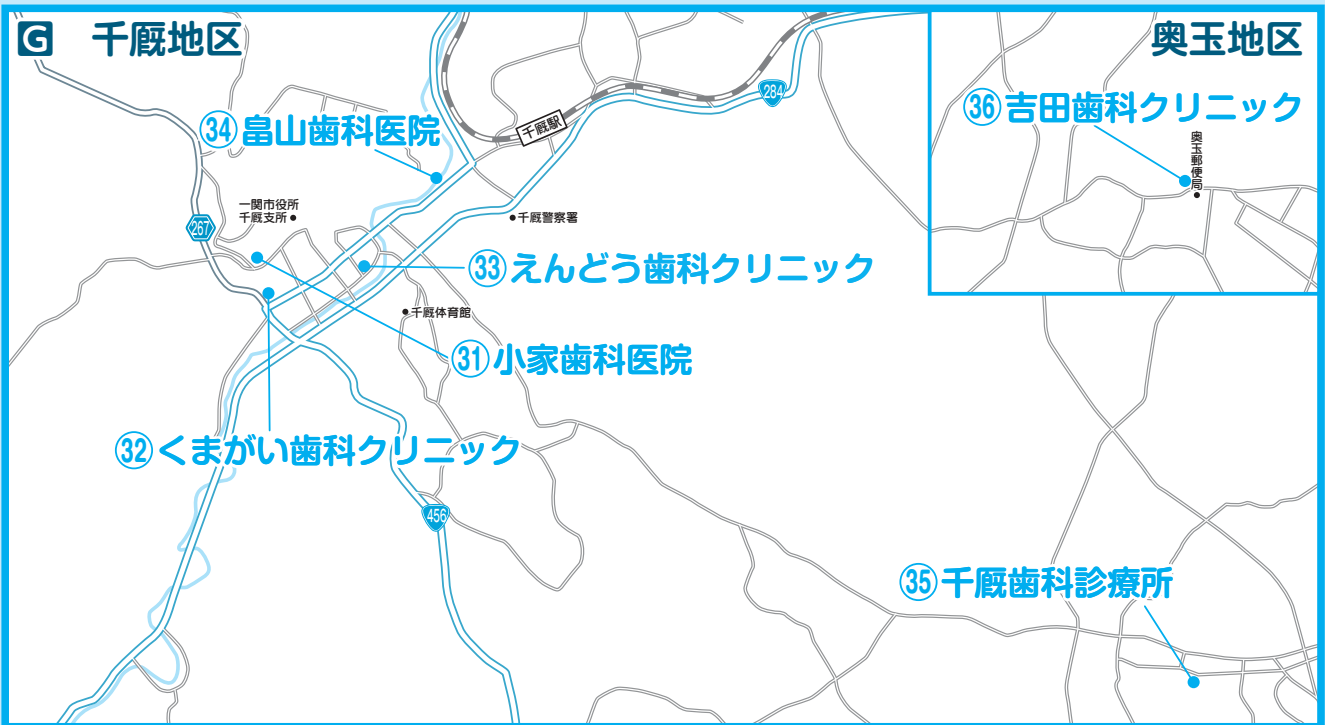 G 千厩地区
奥玉地区
284
㊱吉田歯科クリニック
㉞畠山歯科医院
千厩駅
奥玉郵便局
一関市役所
千厩支所
267
千厩警察署
㉝えんどう歯科クリニック
千厩体育館
㉛小家歯科医院
㉜くまがい歯科クリニック
456
㉟千厩歯科診療所